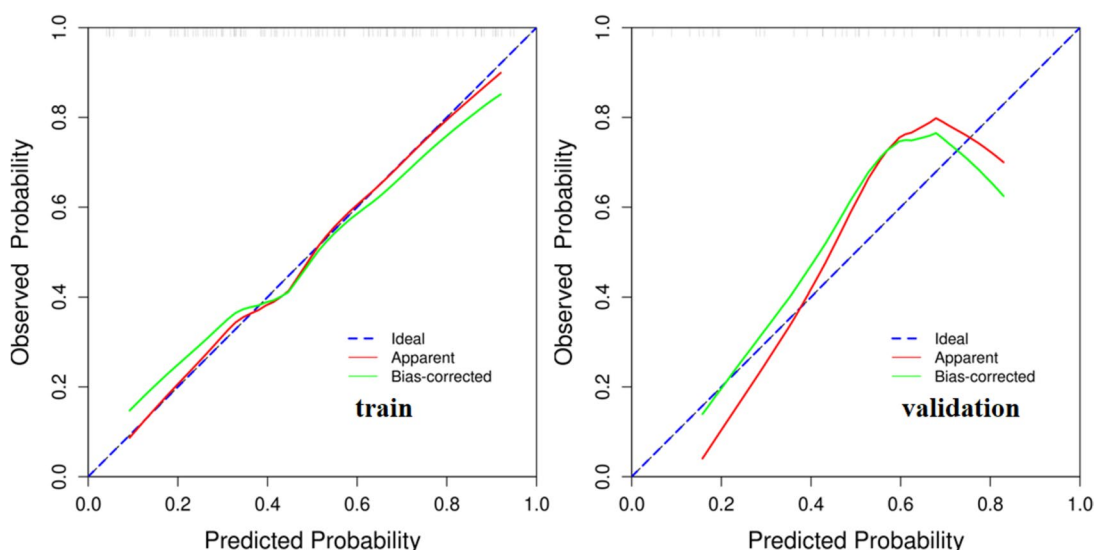 Observed Probability
1.0
0.8
0.6
0.4
0.2
0.0
Ideal
Apparent
Bias-corrected
train
0.0 0.2 0.4 0.6 0.8 1.0
Predicted Probability
Observed Probability
1.0
0.8
0.6
0.4
0.2
0.0
Ideal
Apparent
Bias-corrected
validation
0.0 0.2 0.4 0.6 0.8 1.0
Predicted Probability